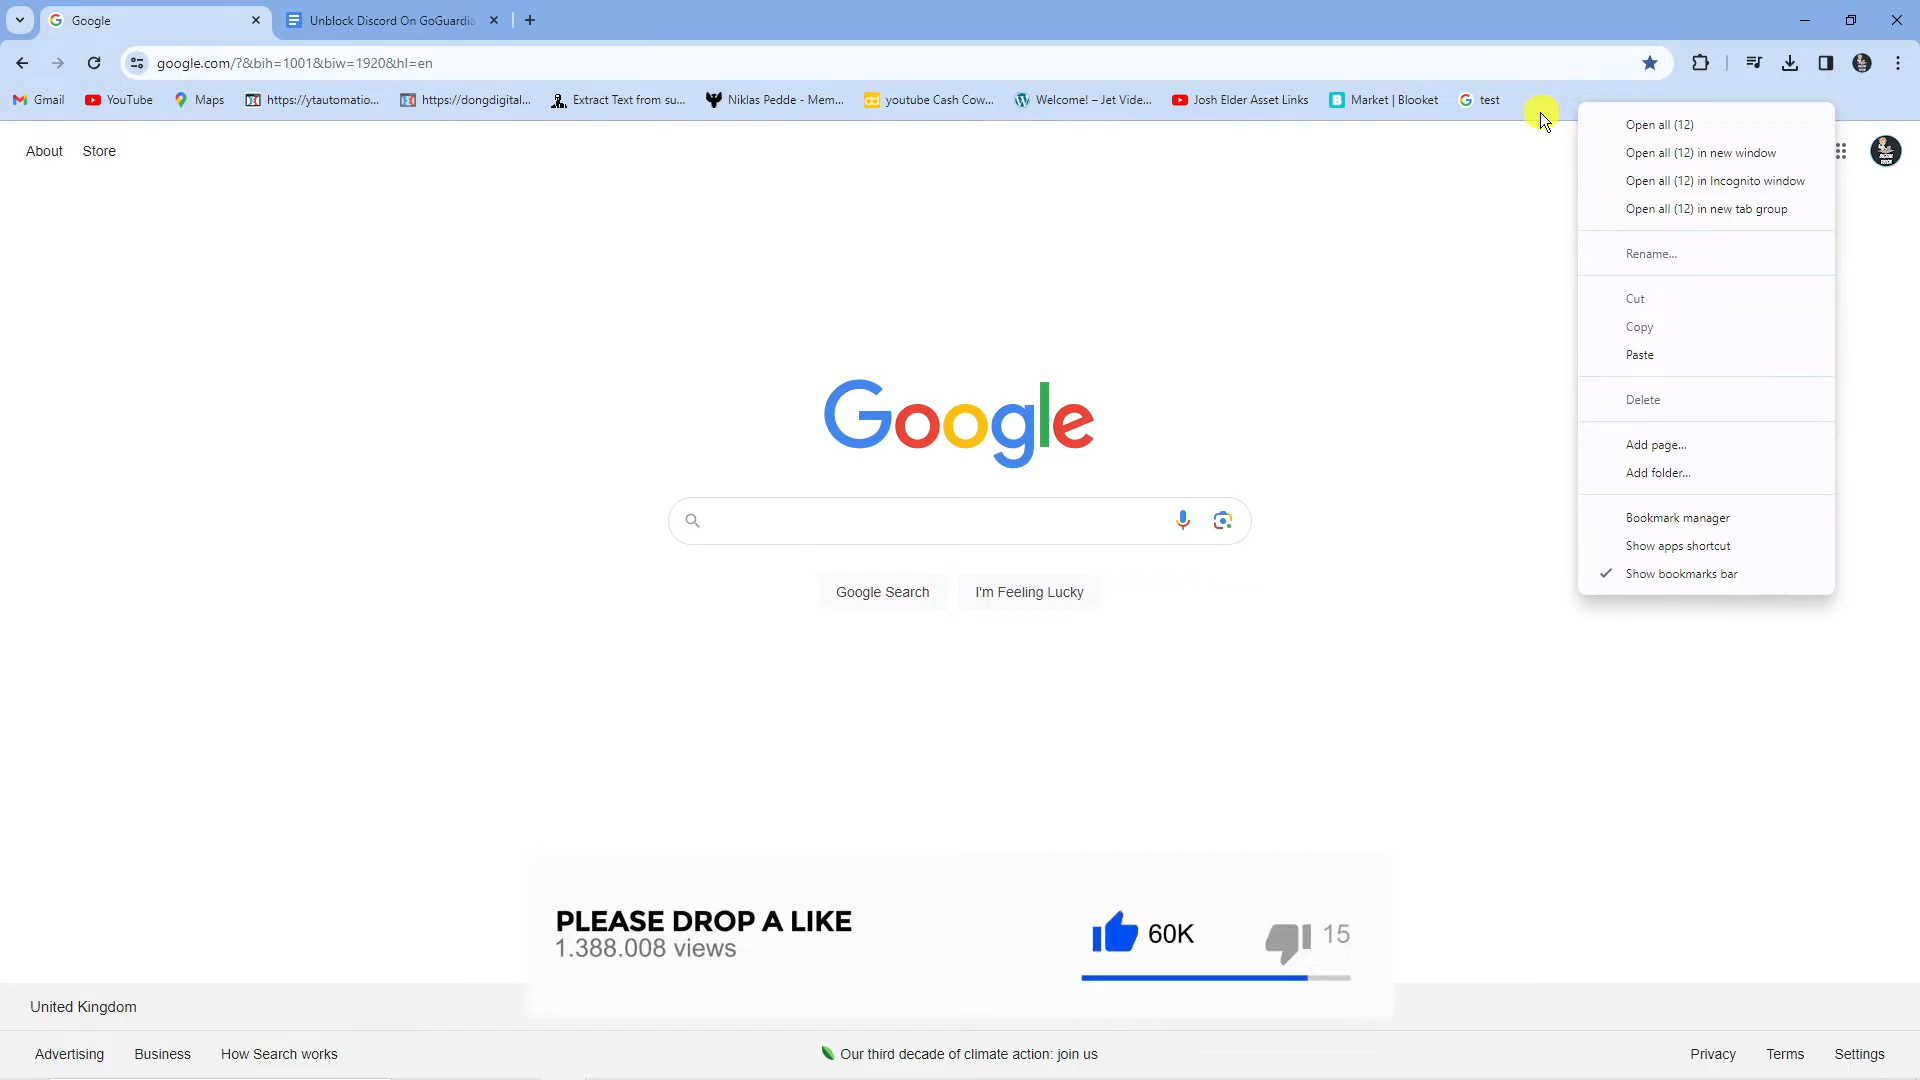 Google
Unblock Discord On GoGuardia
google.com/?&bih=1001&biw=1920&hl=en
Gmail
YouTube
Maps
https://ytautomatio...
https://dongdigital...
Extract Text from su...
Niklas Pedde - Mem...
youtube Cash Cow...
Welcome! – Jet Vide...
Josh Elder Asset Links
Market | Blooket
test
About
Store
Open all (12)
Open all (12) in new window
Open all (12) in Incognito window
Open all (12) in new tab group
Rename...
Cut
Copy
Paste
Delete
Add page...
Add folder...
Bookmark manager
Show apps shortcut
Show bookmarks bar
Google
Google Search
I'm Feeling Lucky
PLEASE DROP A LIKE
1.388.008 views
60K
15
United Kingdom
Advertising
Business
How Search works
Our third decade of climate action: join us
Privacy
Terms
Settings